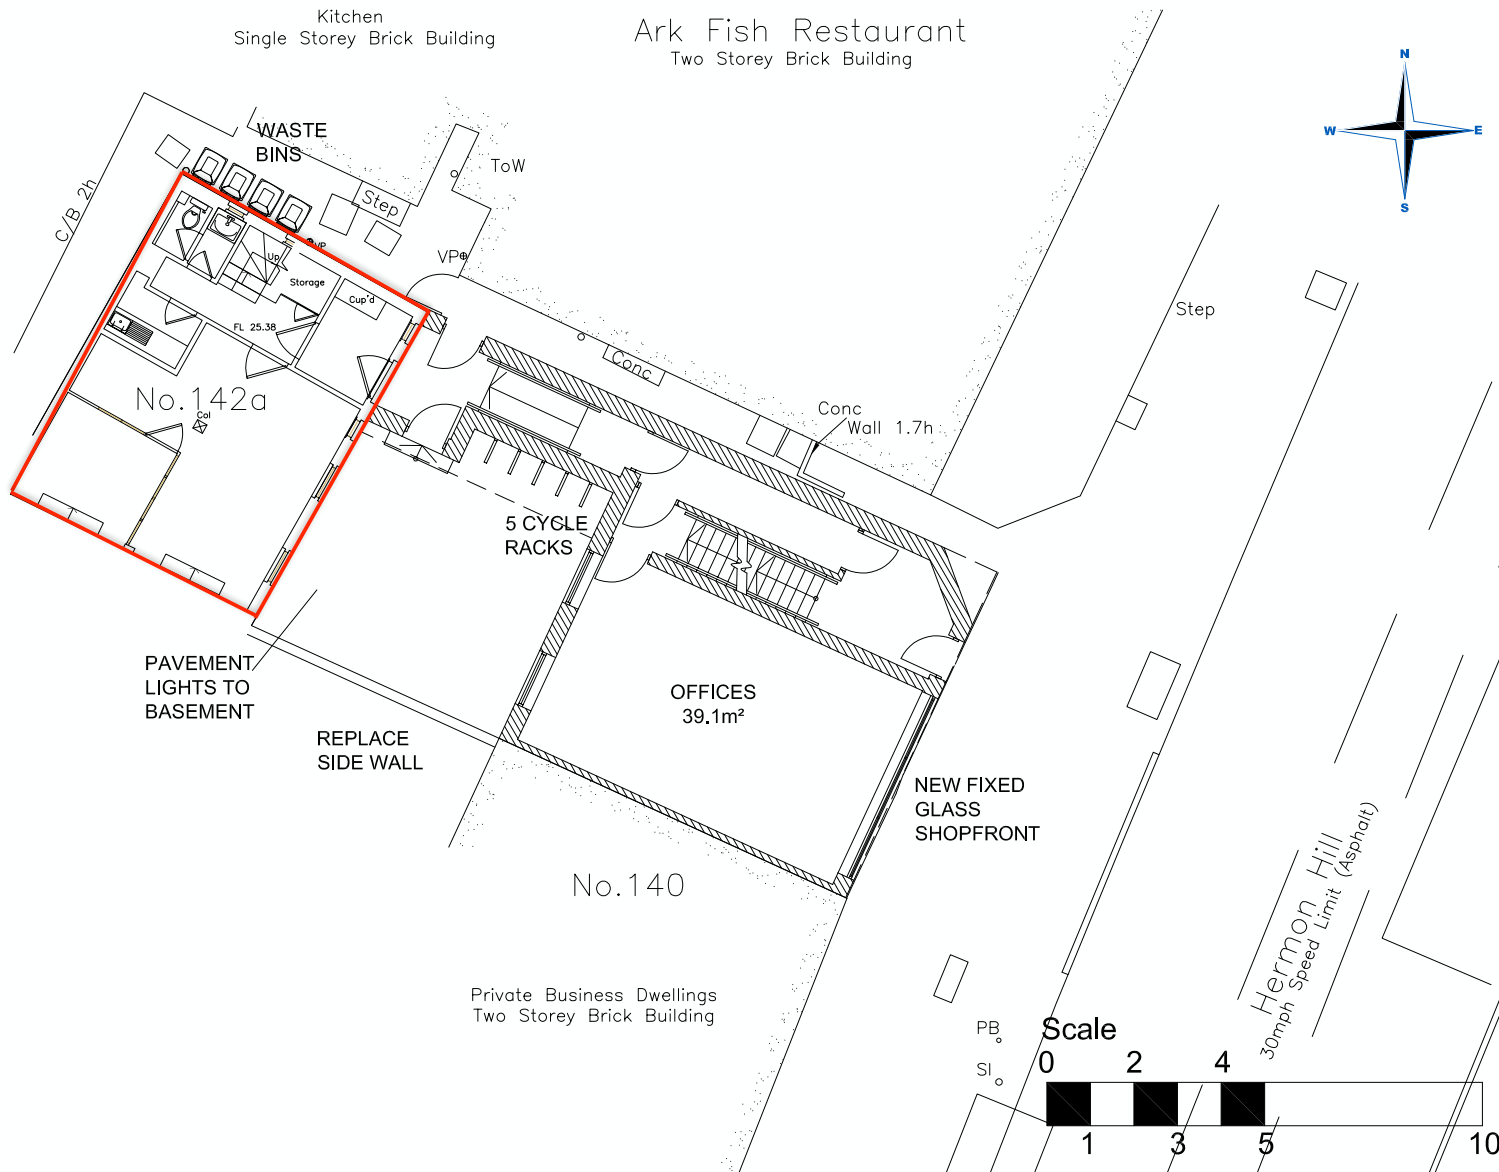 Kitchen
Single Storey Brick Building
Ark Fish Restaurant
Two Storey Brick Building
N
W
E
S
WASTE
BINS
ToW
C/B 2h
Step
VP
VP
Up
Storage
Cup'd
FL 25.38
Step
Conc
No.142a
Col
Conc
Wall 1.7h
5 CYCLE
RACKS
PAVEMENT
LIGHTS TO
BASEMENT
OFFICES
39.1m²
REPLACE
SIDE WALL
NEW FIXED
GLASS
SHOPFRONT
No.140
Hermon Hill
30mph Speed Limit (Asphalt)
Private Business Dwellings
Two Storey Brick Building
PB
SI
Scale
0 2 4
1 3 5 10